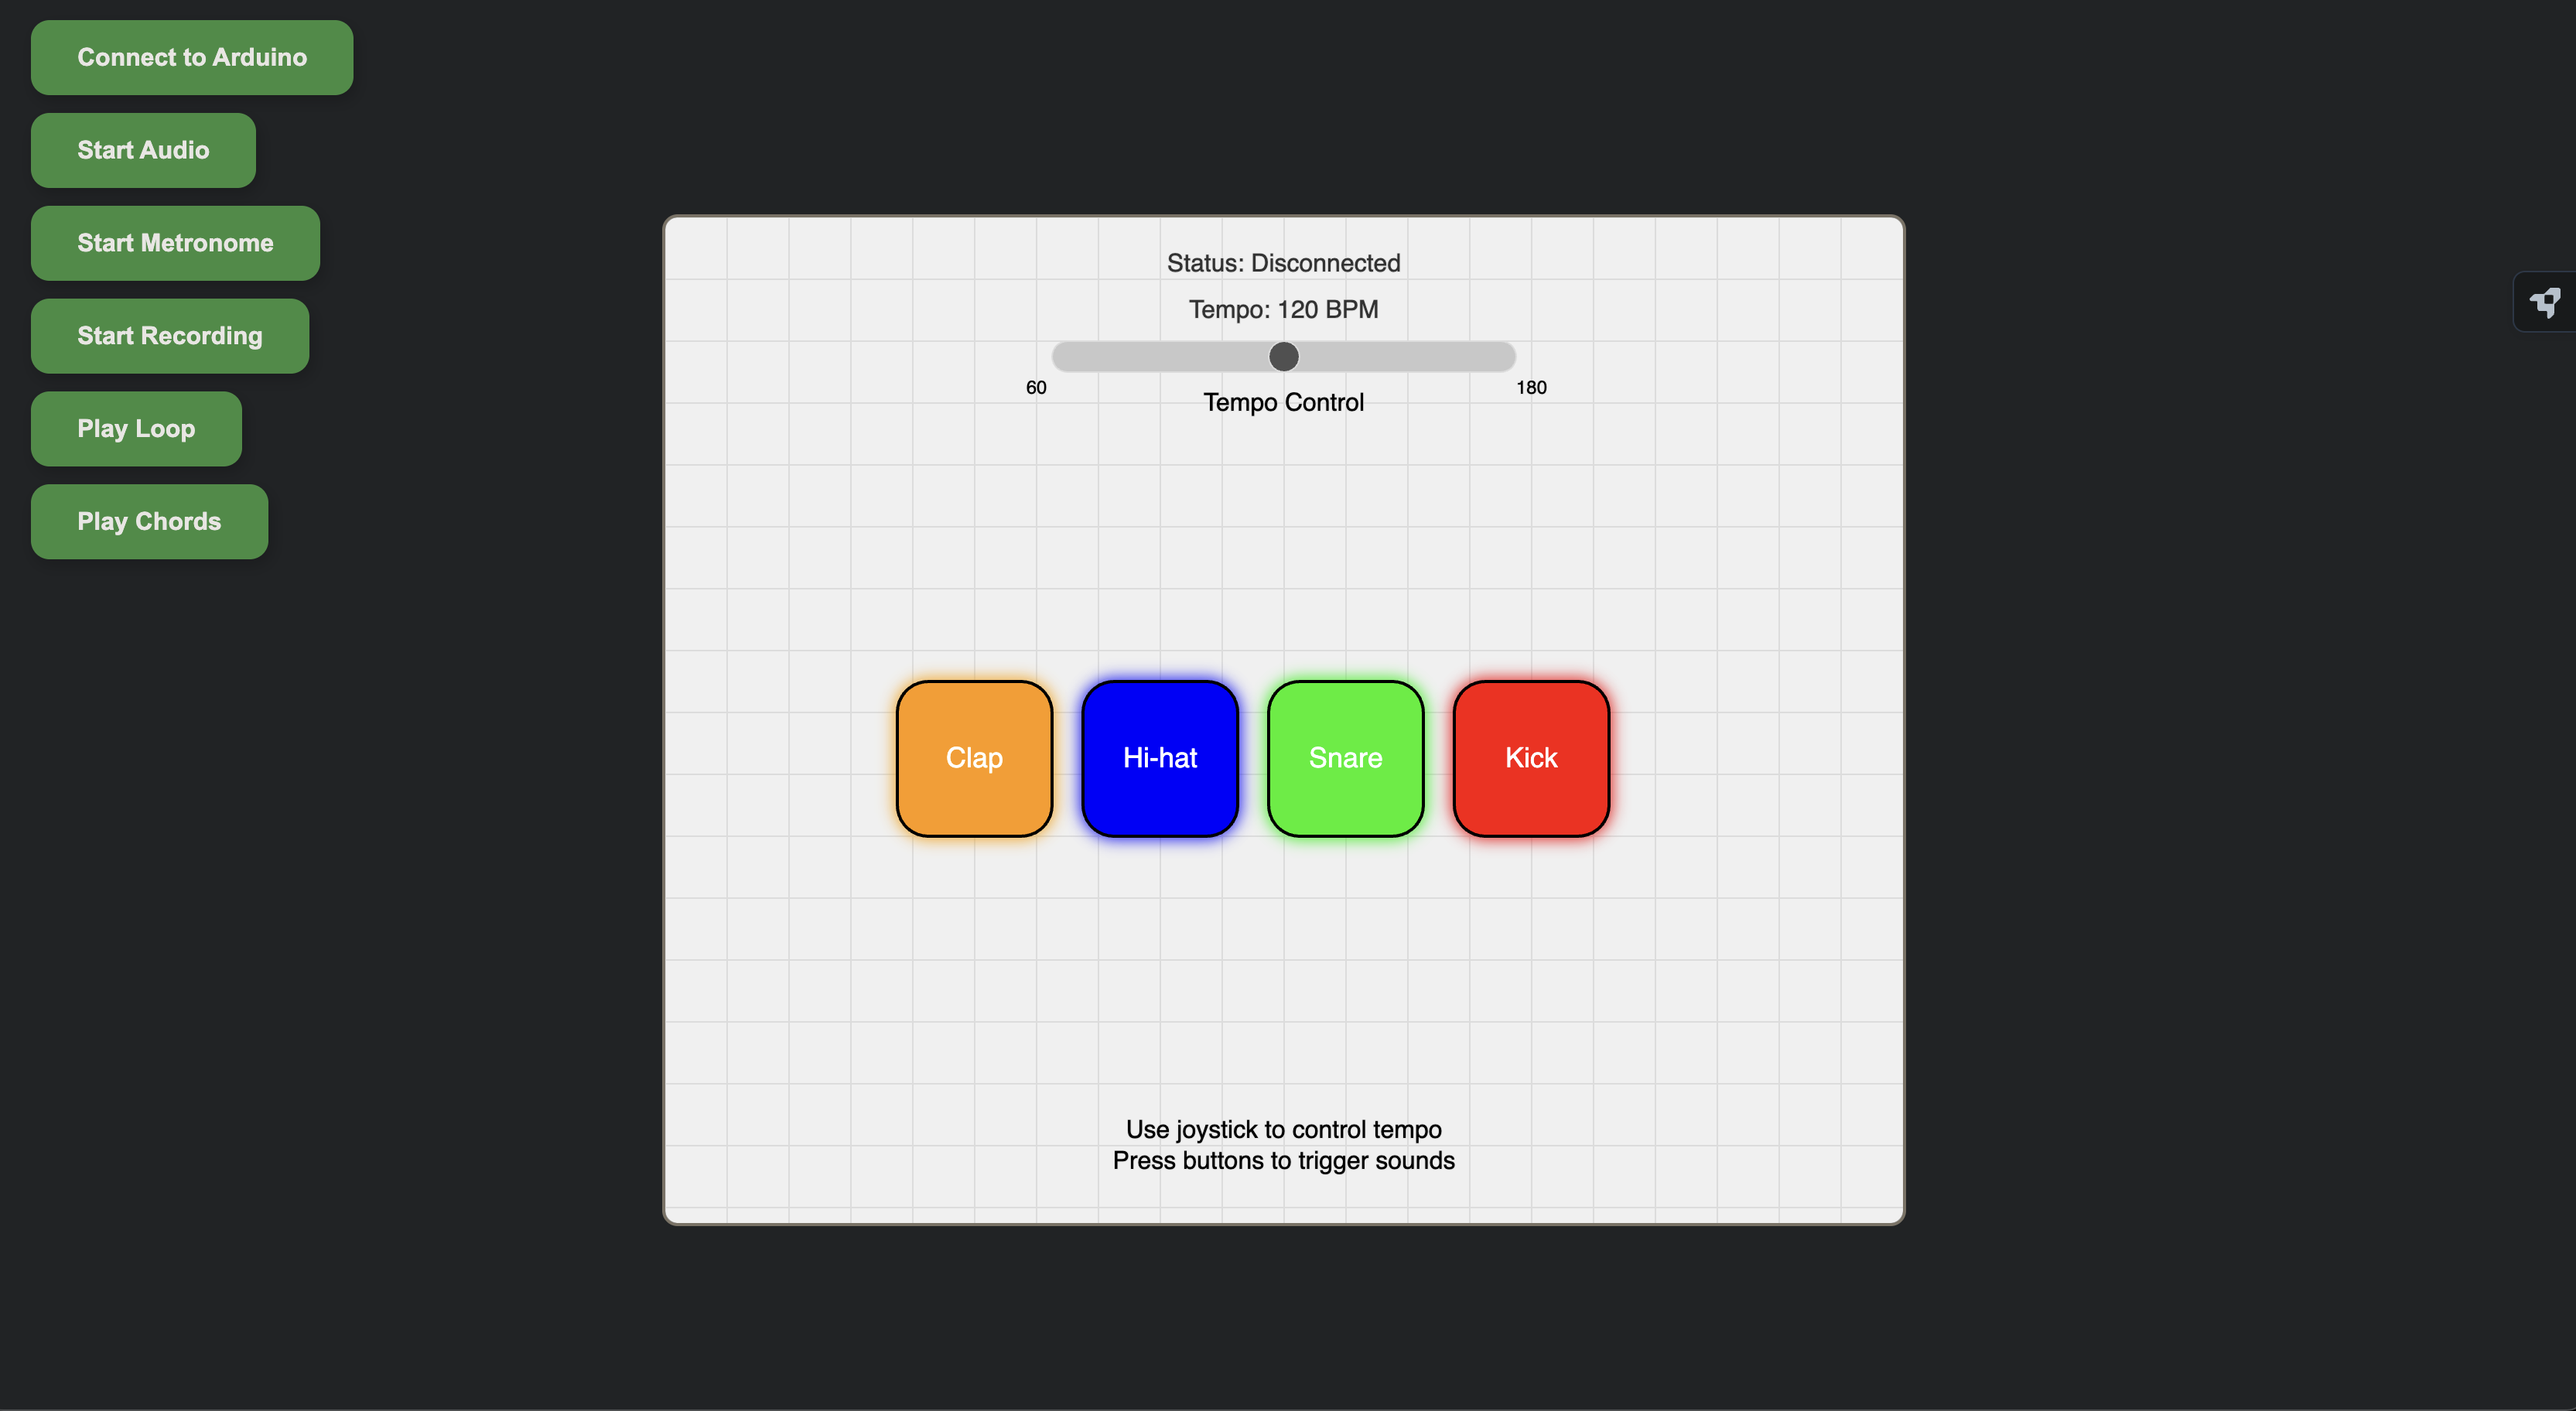 Connect to Arduino
Start Audio
Start Metronome
Start Recording
Play Loop
Play Chords
Status: Disconnected
Tempo: 120 BPM
60
180
Tempo Control
Clap
Hi-hat
Snare
Kick
Use joystick to control tempo
Press buttons to trigger sounds